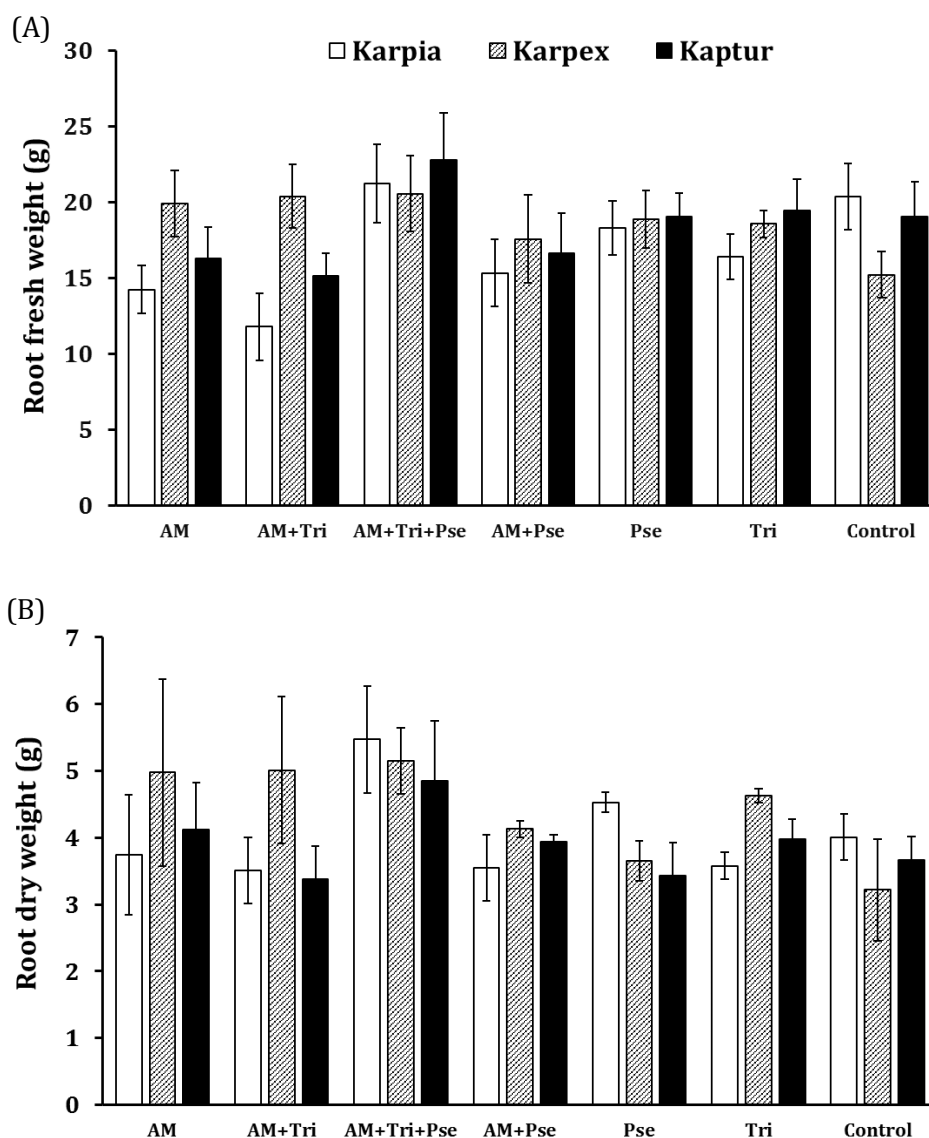 (A)
Karpia Karpex Kaptur
Root fresh weight (g)
30
25
20
15
10
5
0
AM AM+Tri AM+Tri+Pse AM+Pse Pse Tri Control
(B)
Root dry weight (g)
7
6
5
4
3
2
1
0
AM AM+Tri AM+Tri+Pse AM+Pse Pse Tri Control